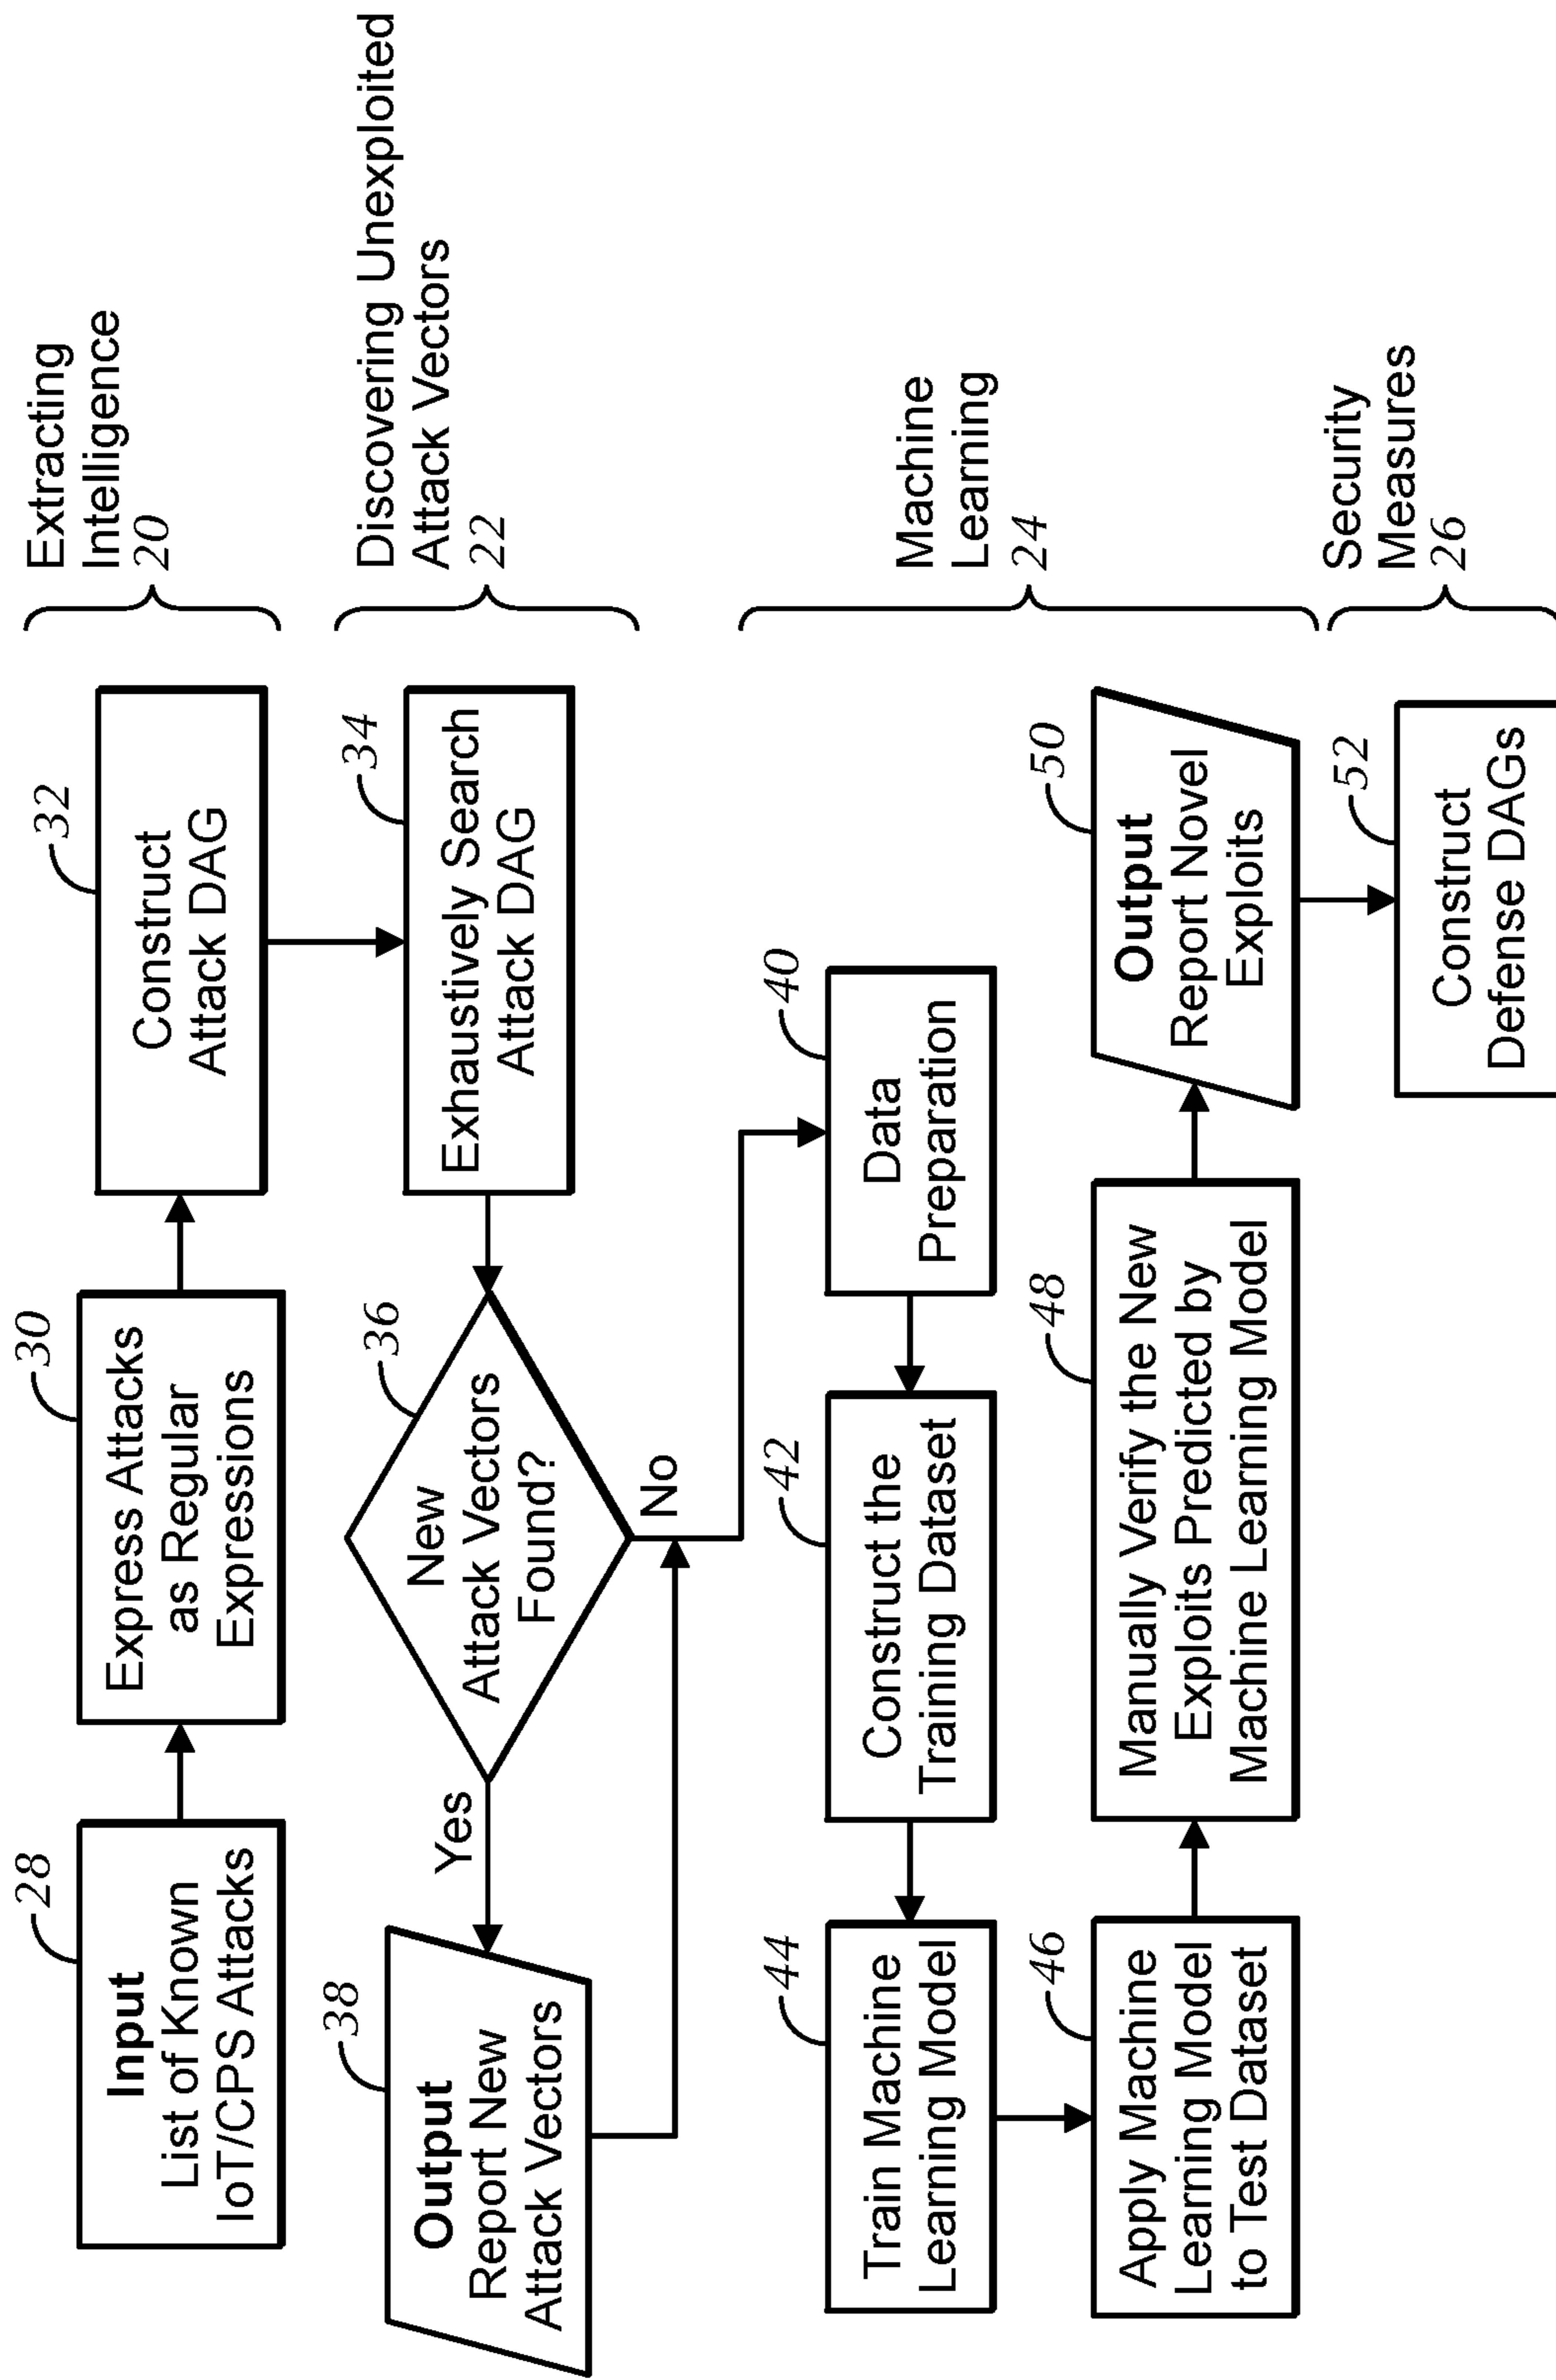 28
Input
List of Known
IoT/CPS Attacks
30
Express Attacks
as Regular
Expressions
32
Construct
Attack DAG
Extracting
Intelligence
20
34
Exhaustively Search
Attack DAG
36
New
Attack Vectors
Found?
Yes
No
38
Output
Report New
Attack Vectors
Discovering Unexploited
Attack Vectors
22
40
Data
Preparation
42
Construct the
Training Dataset
44
Train Machine
Learning Model
46
Apply Machine
Learning Model
to Test Dataset
48
Manually Verify the New
Exploits Predicted by
Machine Learning Model
50
Output
Report Novel
Exploits
Machine
Learning
24
52
Construct
Defense DAGs
Security
Measures
26